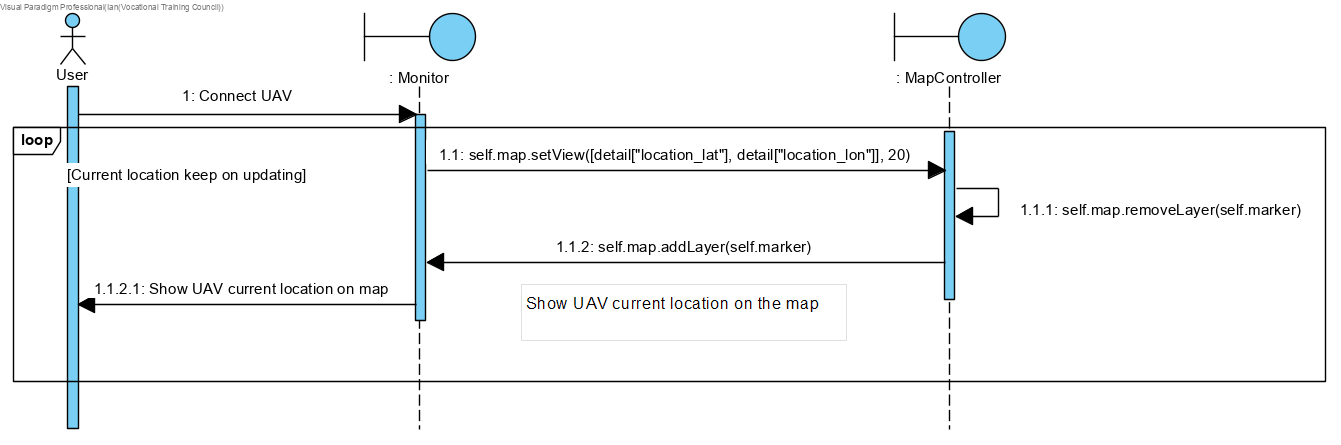 Visual Paradigm Professional(Ian(Vocational Training Council))
User
: Monitor
: MapController
1: Connect UAV
loop
1.1: self.map.setView([detail["location_lat"], detail["location_lon"]], 20)
[Current location keep on updating]
1.1.1: self.map.removeLayer(self.marker)
1.1.2: self.map.addLayer(self.marker)
1.1.2.1: Show UAV current location on map
Show UAV current location on the map